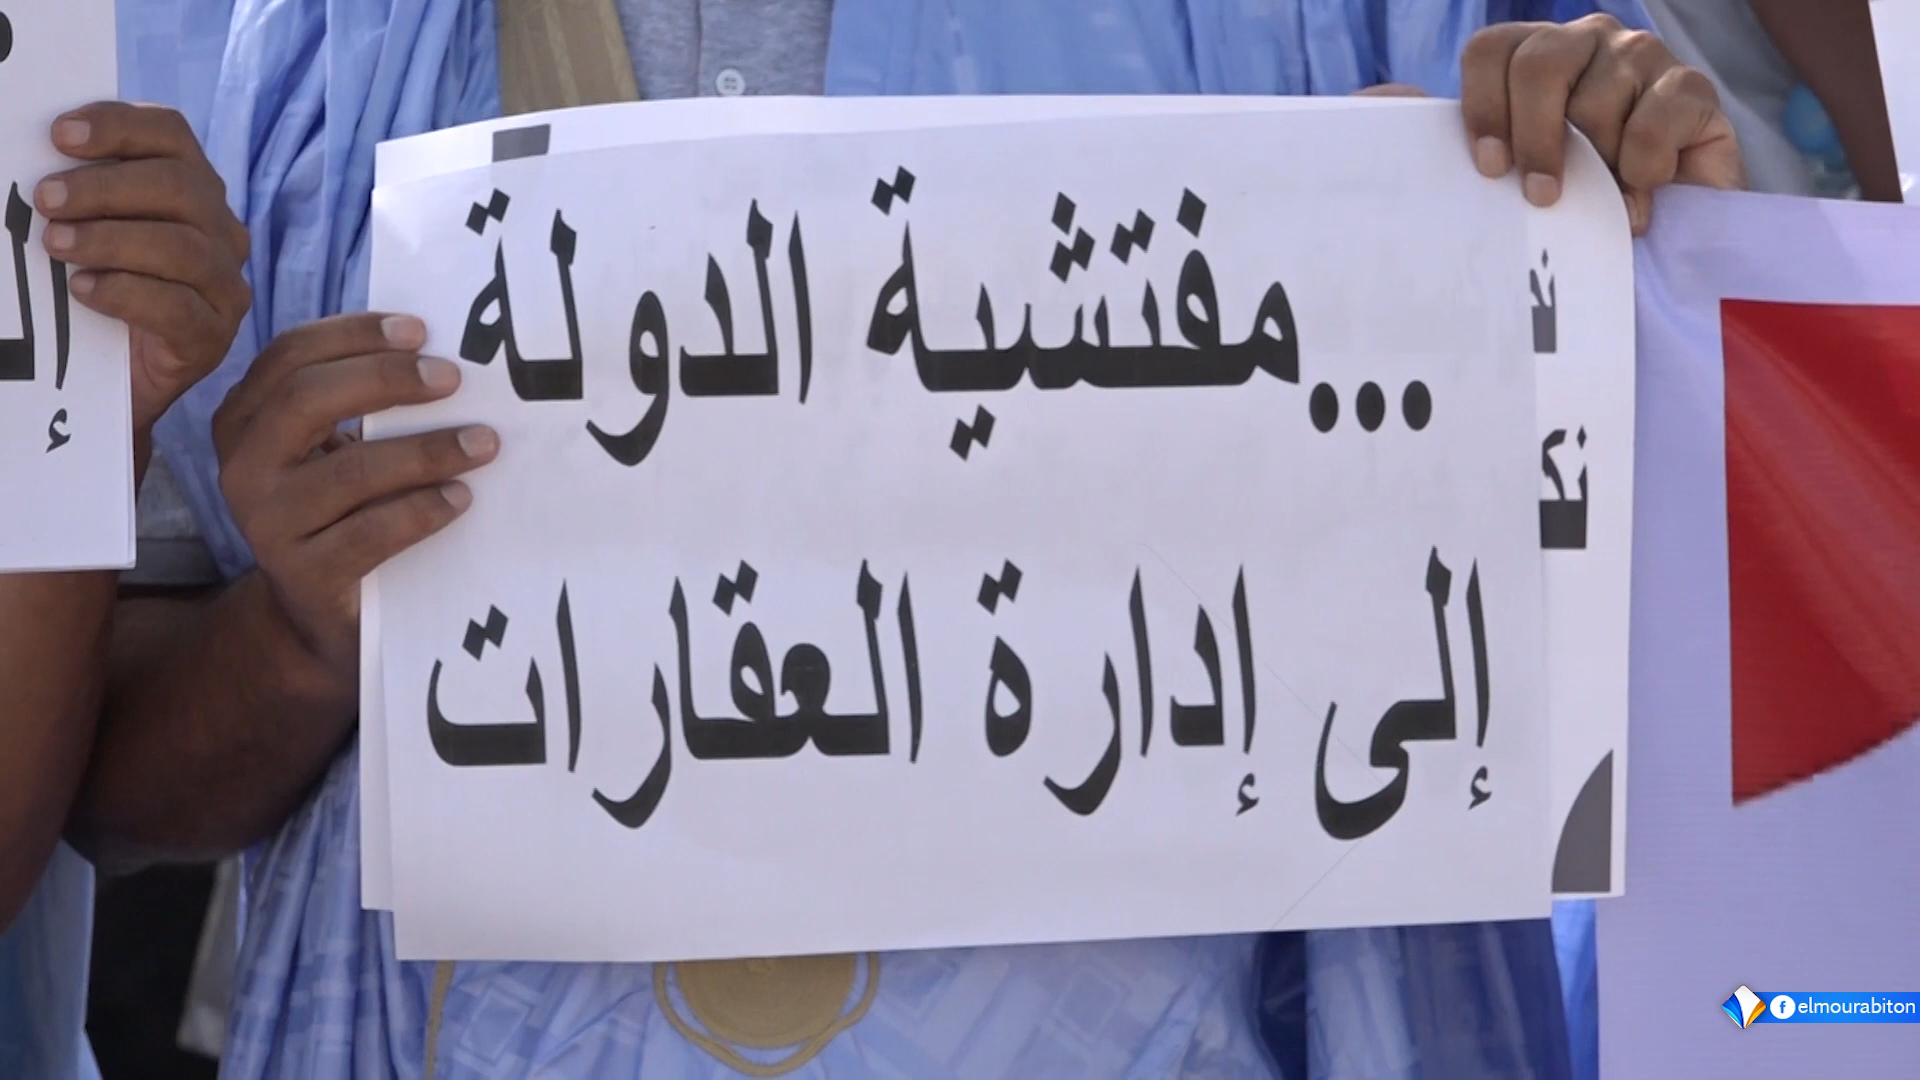 ...مفتشية الدولة
إلى إدارة العقارات
elmourabiton